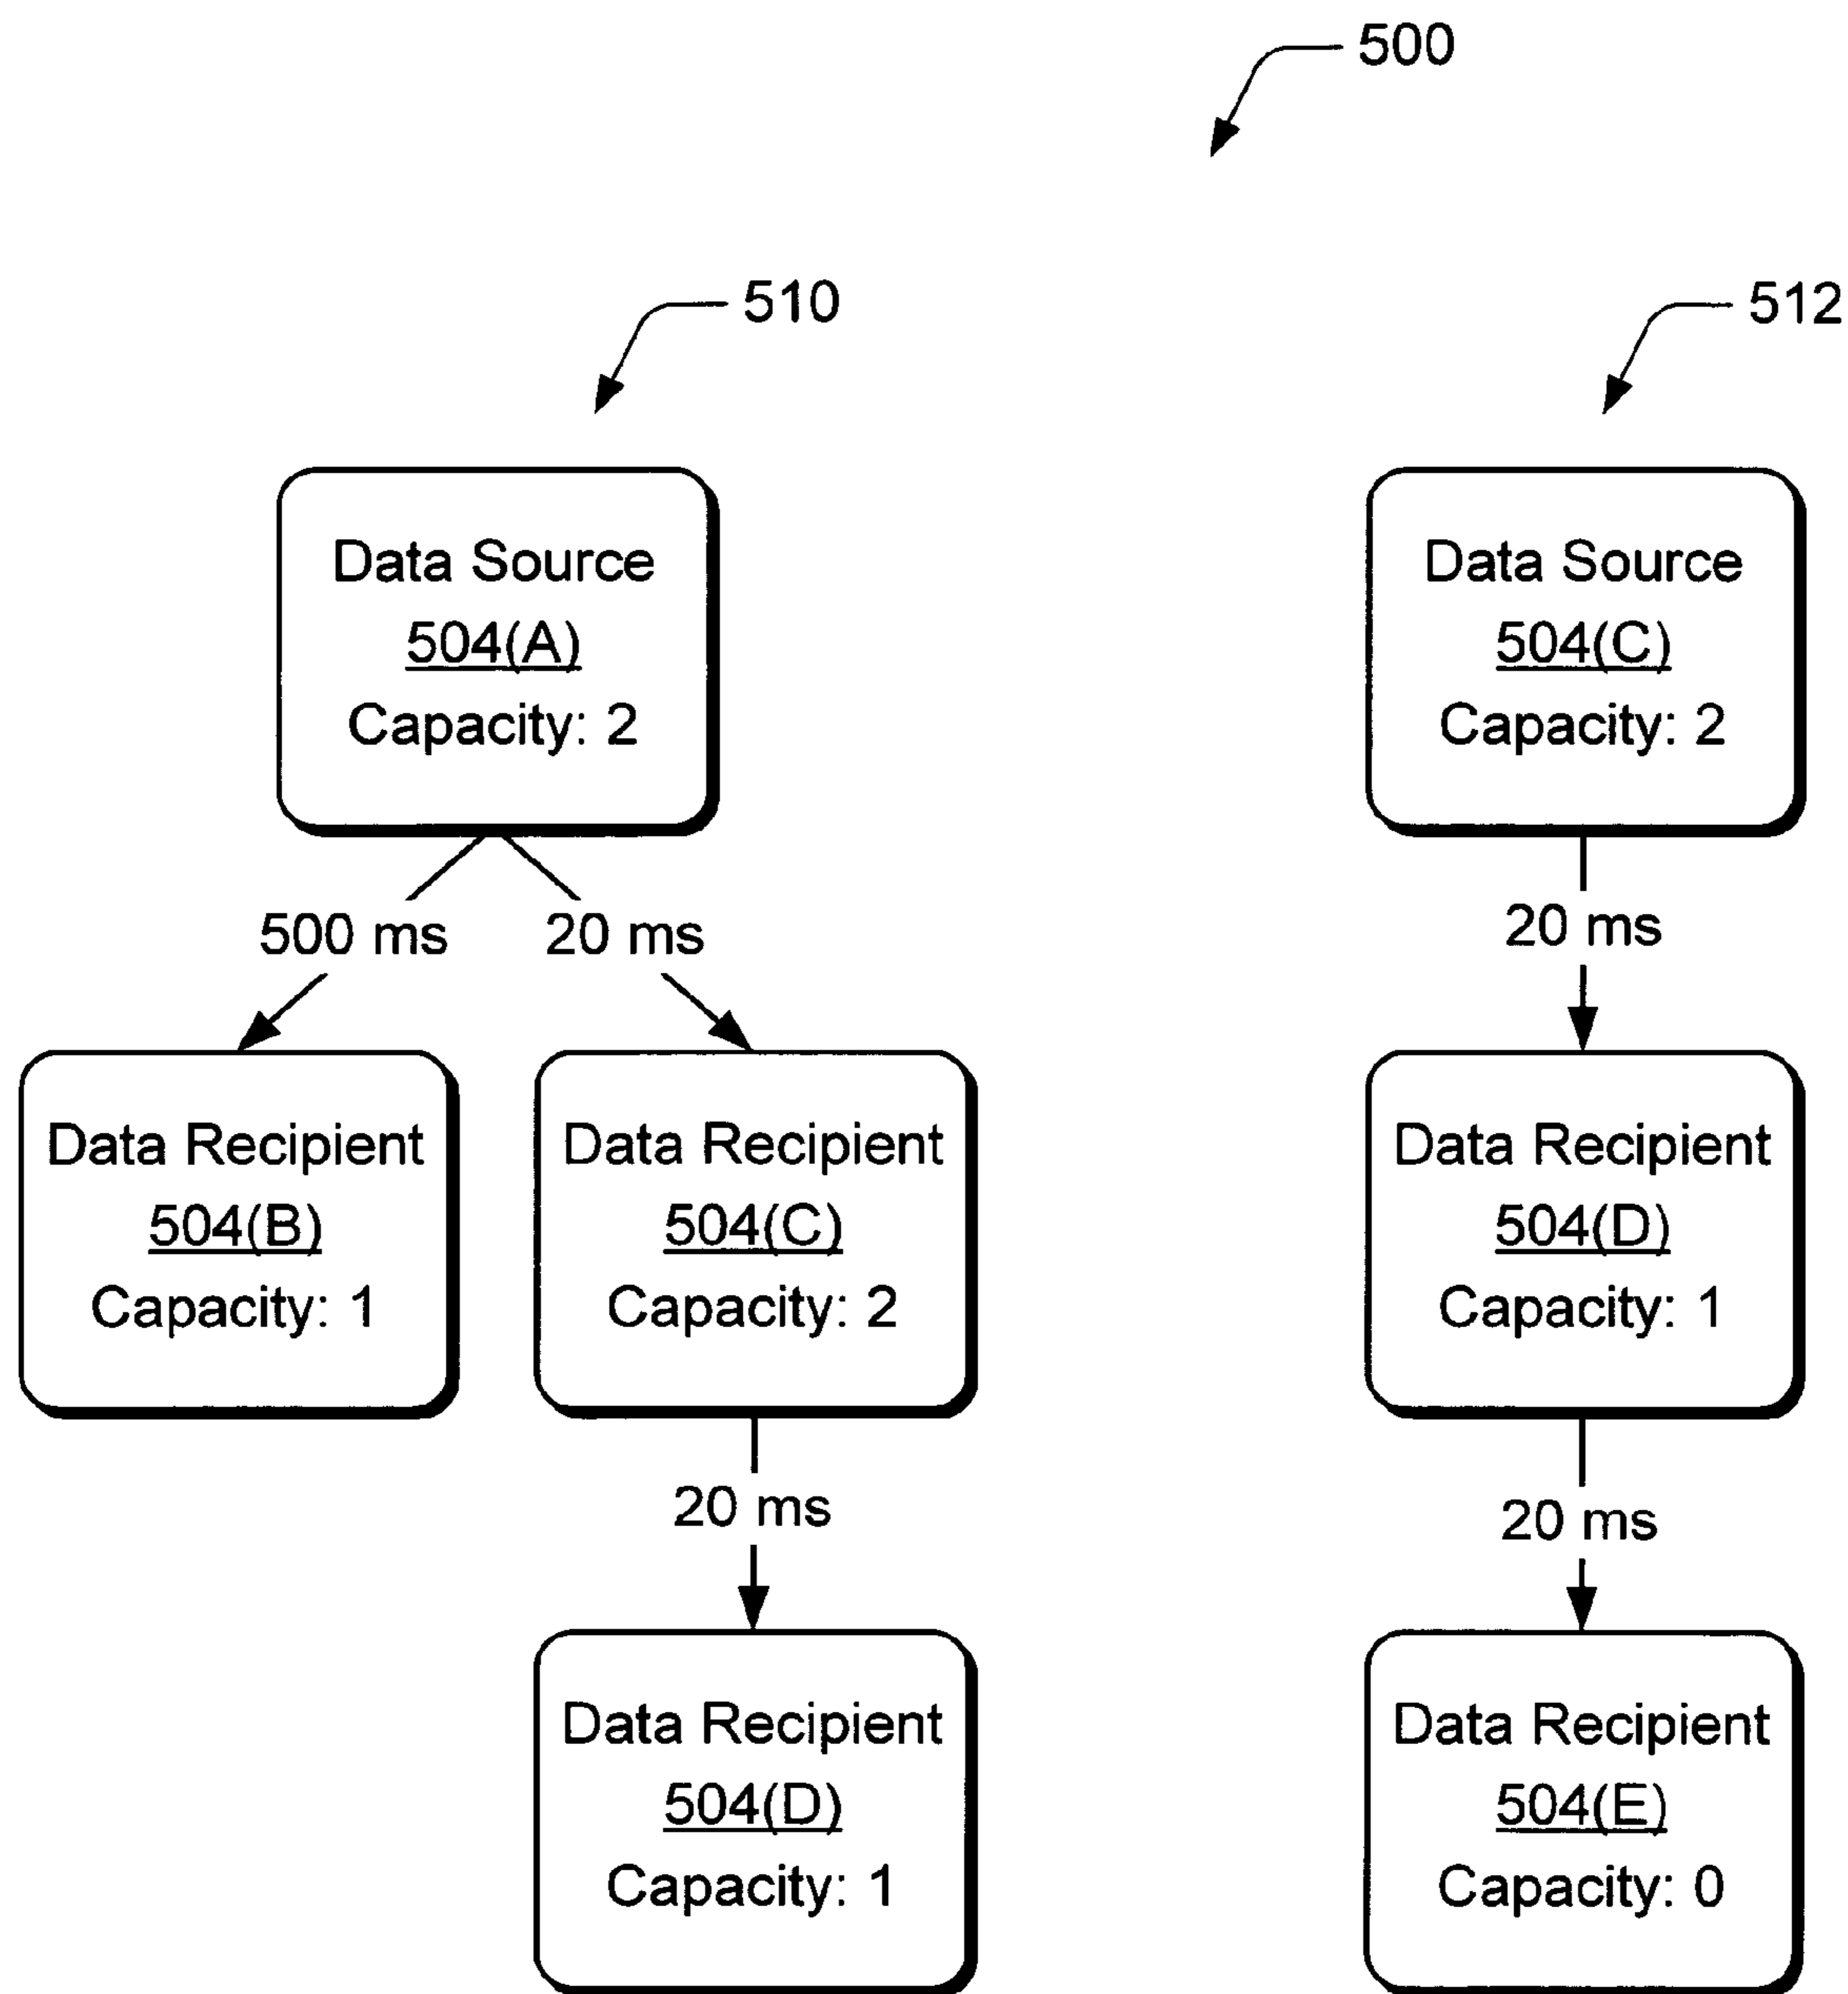 500
510
512
Data Source
504(A)
Capacity: 2
Data Source
504(C)
Capacity: 2
500 ms
20 ms
20 ms
Data Recipient
504(B)
Capacity: 1
Data Recipient
504(C)
Capacity: 2
Data Recipient
504(D)
Capacity: 1
20 ms
20 ms
Data Recipient
504(D)
Capacity: 1
Data Recipient
504(E)
Capacity: 0